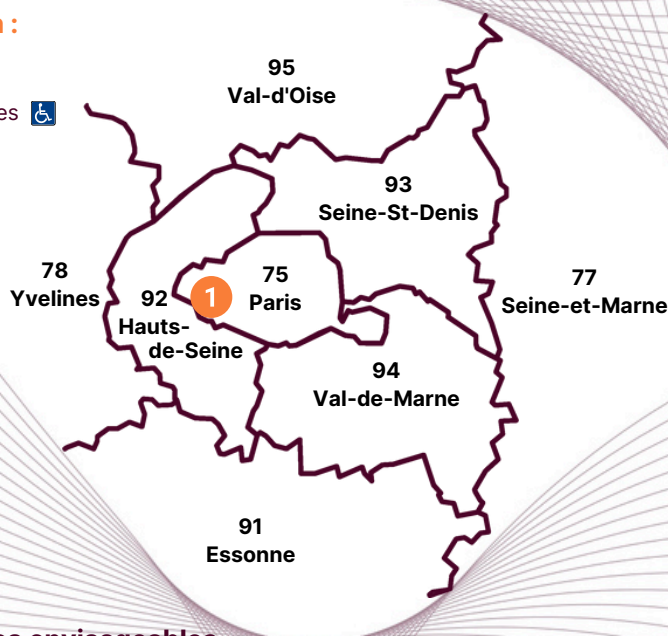 :
es
95
Val-d'Oise
93
Seine-St-Denis
78
Yvelines
92
Hauts-
de-Seine
1
75
Paris
77
Seine-et-Marne
94
Val-de-Marne
91
Essonne
envisageables